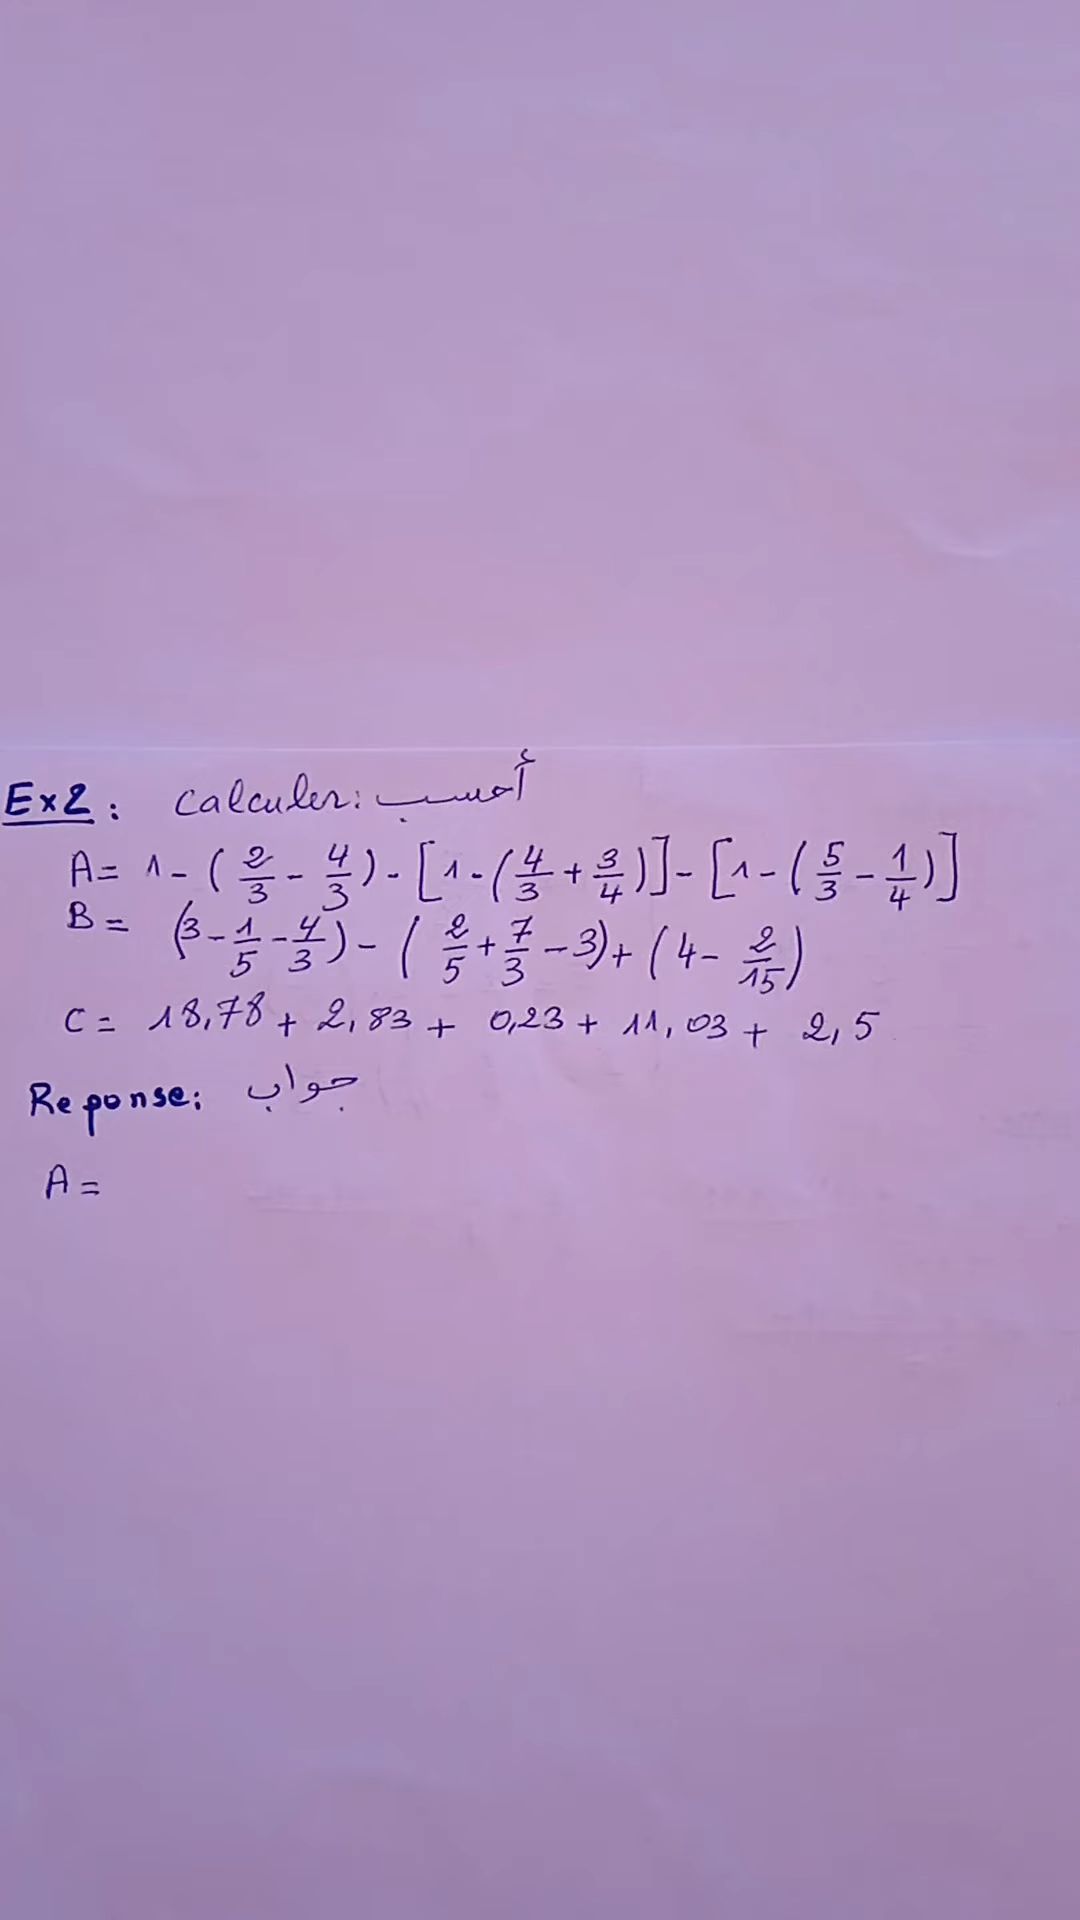 Ex2: Calculer: أحسب
A = 1 - (2/3 - 4/3) - [1 - (4/3 + 3/4)] - [1 - (5/3 - 1/4)]
B = (3 - 1/5 - 4/3) - (2/5 + 7/3 - 3) + (4 - 2/15)
C = 18,78 + 2,83 + 0,23 + 11,03 + 2,5
Reponse: جواب
A =